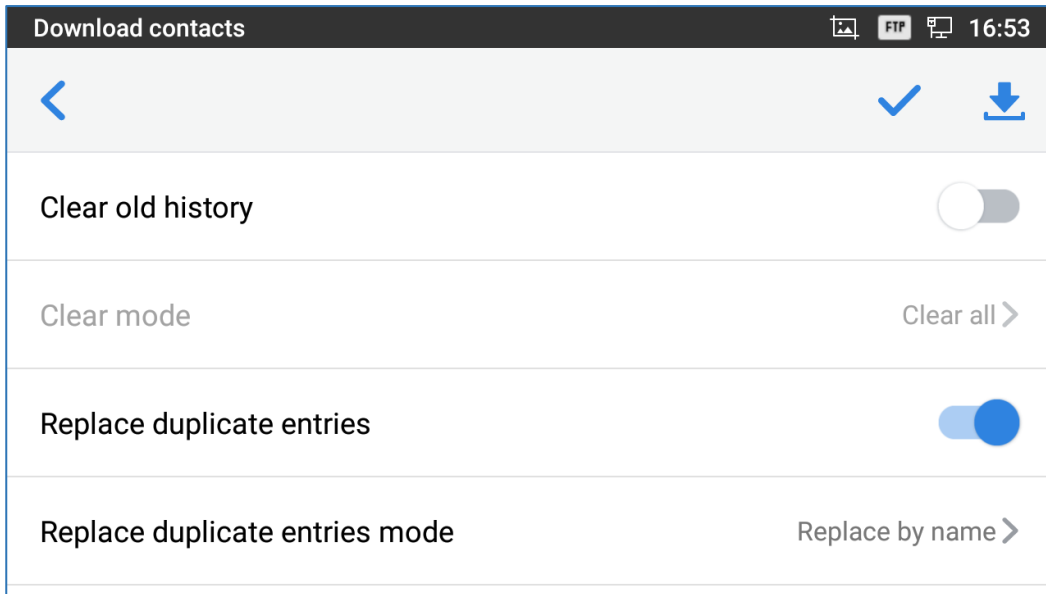 Download contacts FTP 16:53
Clear old history
Clear mode Clear all
Replace duplicate entries
Replace duplicate entries mode Replace by name